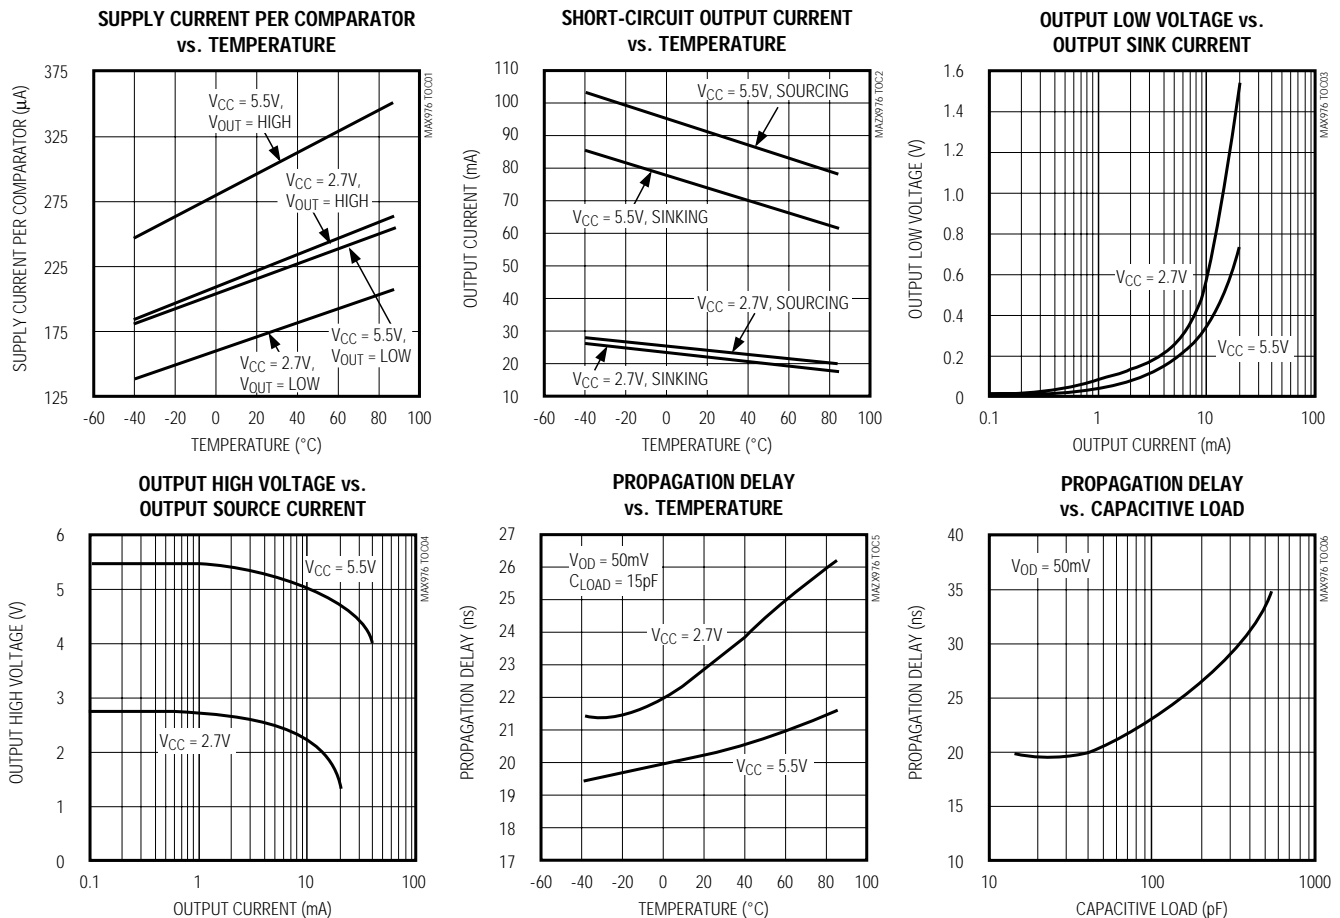 SUPPLY CURRENT PER COMPARATOR
vs. TEMPERATURE
375
325
275
225
175
125
SUPPLY CURRENT PER COMPARATOR (µA)
VCC = 5.5V,
VOUT = HIGH
VCC = 2.7V,
VOUT = HIGH
VCC = 5.5V,
VOUT = LOW
VCC = 2.7V,
VOUT = LOW
MAX976 TOC01
-60 -40 -20 0 20 40 60 80 100
TEMPERATURE (°C)
SHORT-CIRCUIT OUTPUT CURRENT
vs. TEMPERATURE
110
100
90
80
70
60
50
40
30
20
10
OUTPUT CURRENT (mA)
VCC = 5.5V, SOURCING
VCC = 5.5V, SINKING
VCC = 2.7V, SOURCING
VCC = 2.7V, SINKING
MAZX976 TOC2
-60 -40 -20 0 20 40 60 80 100
TEMPERATURE (°C)
OUTPUT LOW VOLTAGE vs.
OUTPUT SINK CURRENT
1.6
1.4
1.2
1.0
0.8
0.6
0.4
0.2
0
OUTPUT LOW VOLTAGE (V)
VCC = 2.7V
VCC = 5.5V
MAX976 TOC03
0.1 1 10 100
OUTPUT CURRENT (mA)
OUTPUT HIGH VOLTAGE vs.
OUTPUT SOURCE CURRENT
6
5
4
3
2
1
0
OUTPUT HIGH VOLTAGE (V)
VCC = 5.5V
VCC = 2.7V
MAX976 TOC04
0.1 1 10 100
OUTPUT CURRENT (mA)
PROPAGATION DELAY
vs. TEMPERATURE
27
26
25
24
23
22
21
20
19
18
17
PROPAGATION DELAY (ns)
VOD = 50mV
CLOAD = 15pF
VCC = 2.7V
VCC = 5.5V
MAZX976 TOC5
-60 -40 -20 0 20 40 60 80 100
TEMPERATURE (°C)
PROPAGATION DELAY
vs. CAPACITIVE LOAD
40
35
30
25
20
15
10
PROPAGATION DELAY (ns)
VOD = 50mV
MAX976 TOC06
10 100 1000
CAPACITIVE LOAD (pF)